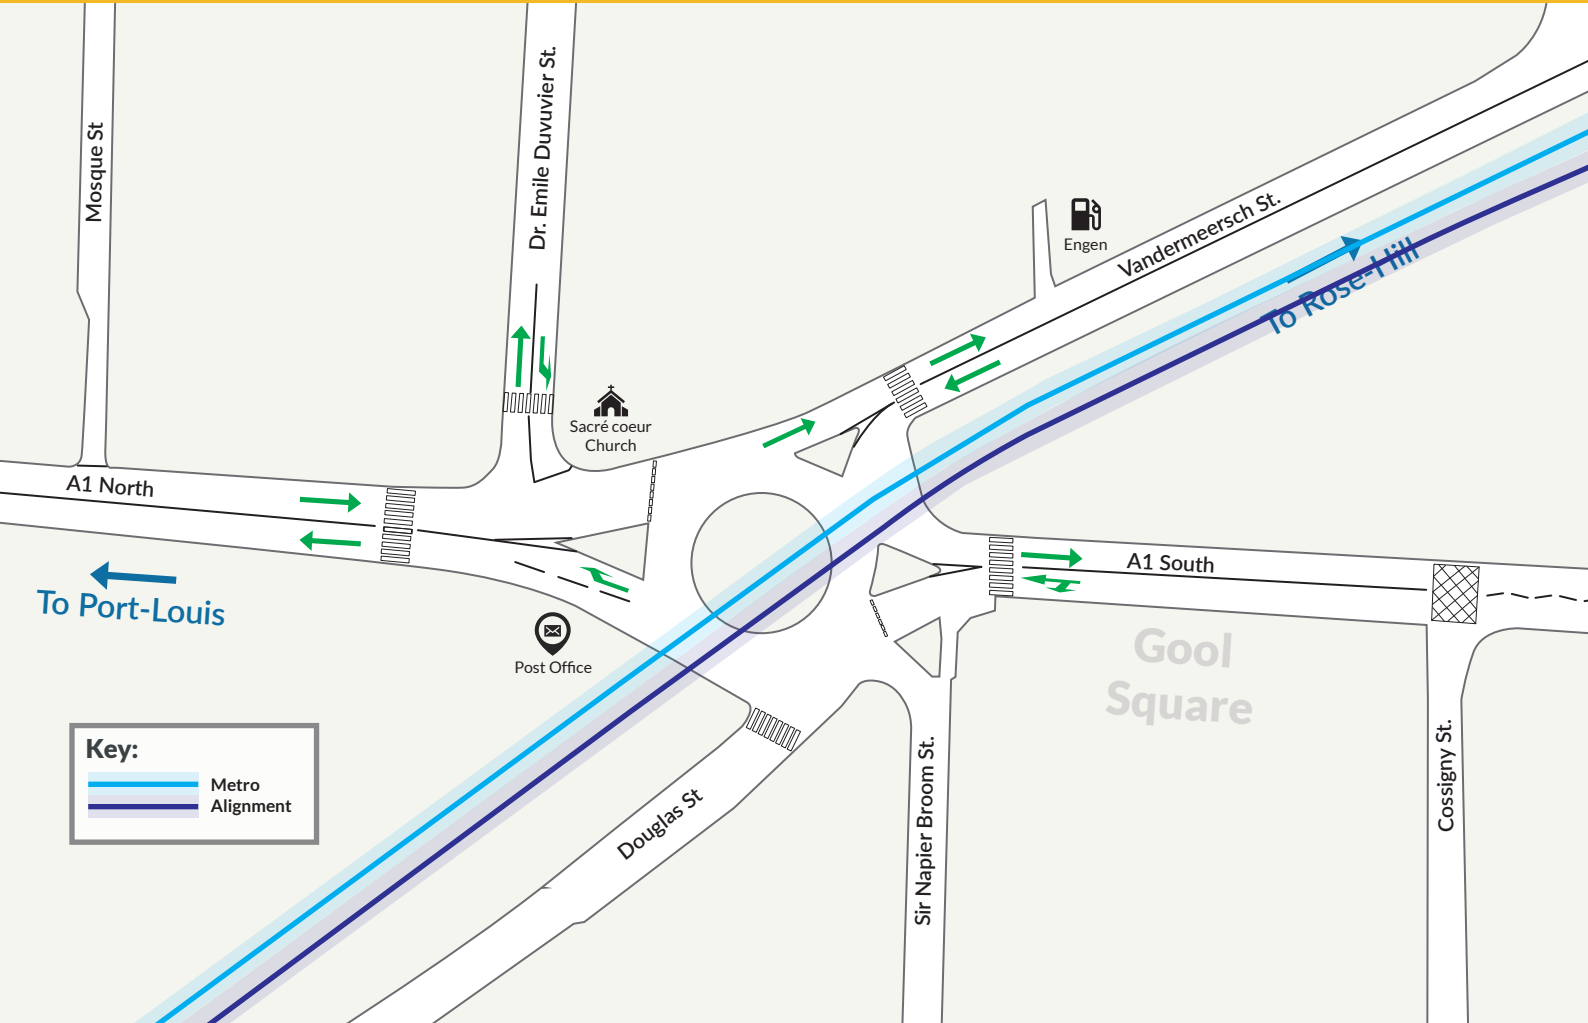 Mosque St
Dr. Emile Duvuvier St.
Engen
Vandermeersch St.
To Rose-Hill
Sacré coeur
Church
A1 North
A1 South
To Port-Louis
Post Office
Gool
Square
Key:
Metro
Alignment
Douglas St
Sir Napier Broom St.
Cossigny St.